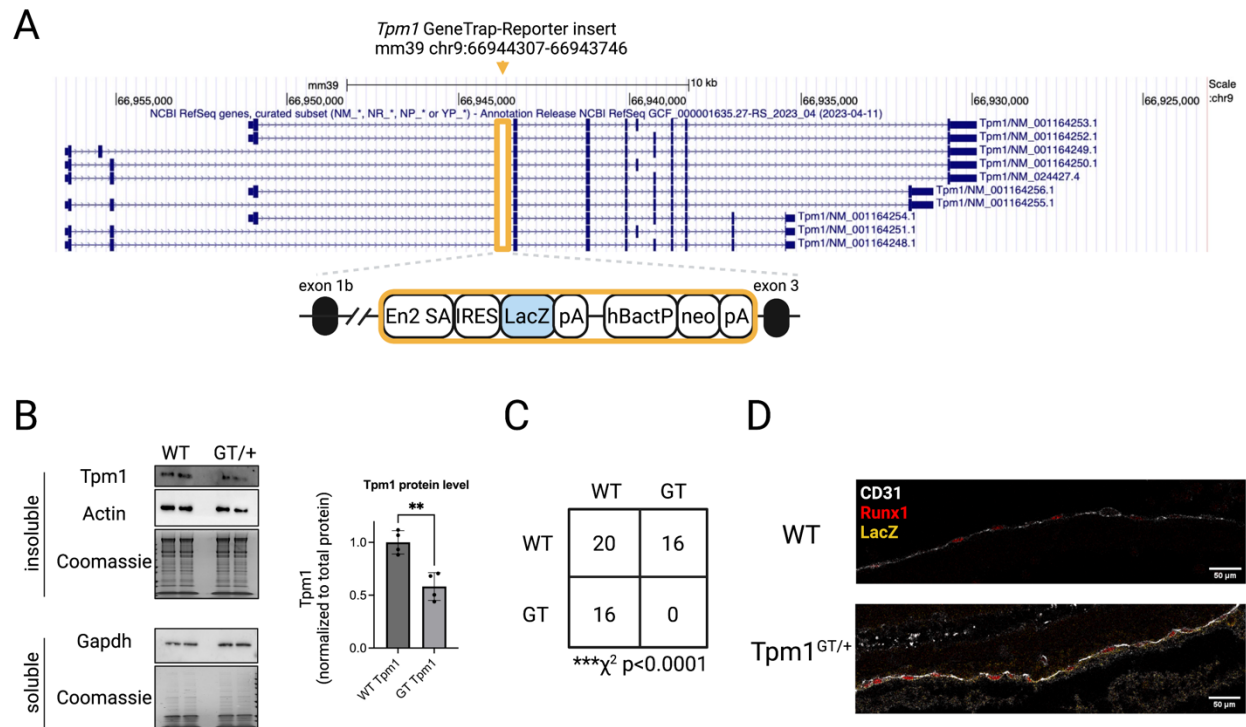 A
Tpm1 GeneTrap-Reporter insert
mm39 chr9:66944307-66943746
mm39 10 kb Scale
66,955,000 66,950,000 66,945,000 66,940,000 66,935,000 66,930,000 66,925,000 :chr9
NCBI RefSeq genes, curated subset (NM_*, NR_*, NP_* or YP_*) - Annotation Release NCBI RefSeq GCF_000001635.27-RS_2023_04 (2023-04-11)
Tpm1/NM_001164253.1
Tpm1/NM_001164252.1
Tpm1/NM_001164249.1
Tpm1/NM_001164250.1
Tpm1/NM_024427.4
Tpm1/NM_001164256.1
Tpm1/NM_001164255.1
Tpm1/NM_001164254.1
Tpm1/NM_001164251.1
Tpm1/NM_001164248.1
exon 1b exon 3
En2 SA IRES LacZ pA hBactP neo pA
B
WT GT/+
insoluble
Tpm1
Actin
Coomassie
soluble
Gapdh
Coomassie
Tpm1 protein level
**
Tpm1
(normalized to total protein)
1.0
0.5
0.0
WT Tpm1
GT Tpm1
C
WT GT
WT 20 16
GT 16 0
***χ² p<0.0001
D
WT
CD31
Runx1
LacZ
50 µm
Tpm1GT/+
50 µm